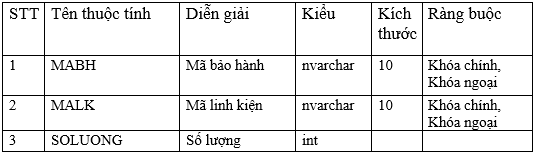 STT Tên thuộc tính Diễn giải Kiểu Kích thước Ràng buộc
1 MABH Mã bảo hành nvarchar 10 Khóa chính, Khóa ngoại
2 MALK Mã linh kiện nvarchar 10 Khóa chính, Khóa ngoại
3 SOLUONG Số lượng int